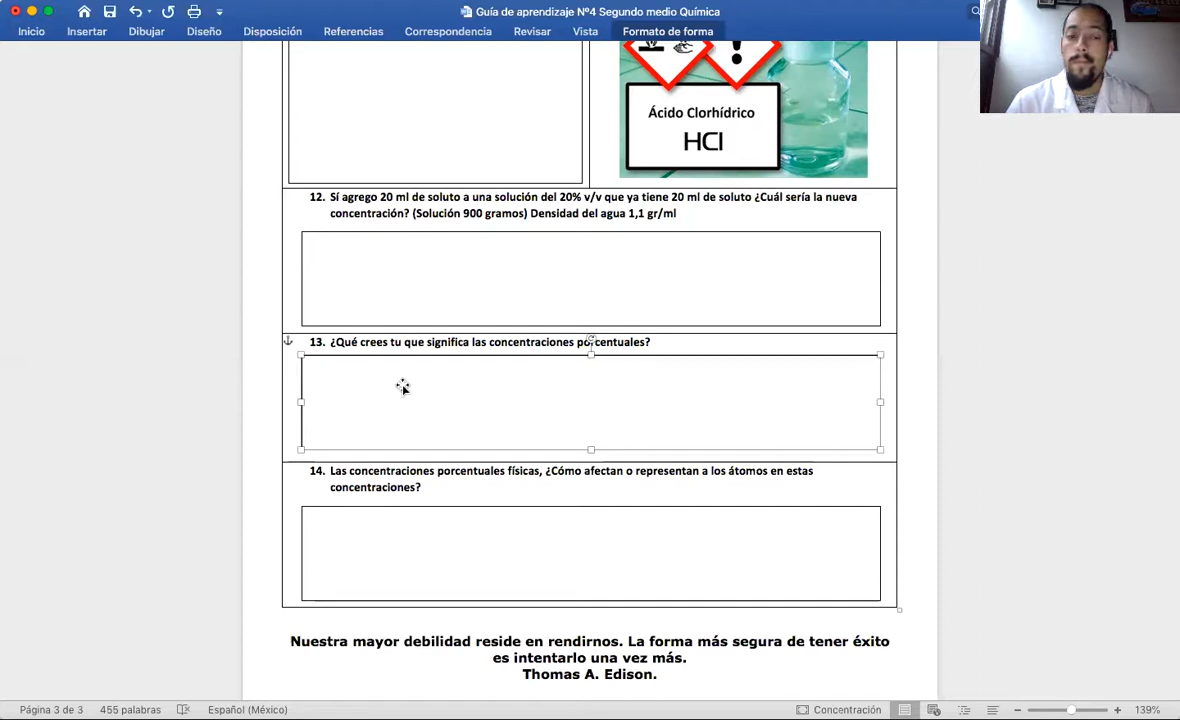 Guía de aprendizaje Nº4 Segundo medio Química
Inicio Insertar Dibujar Diseño Disposición Referencias Correspondencia Revisar Vista Formato de forma
Ácido Clorhídrico
HCl
12. Sí agrego 20 ml de soluto a una solución del 20% v/v que ya tiene 20 ml de soluto ¿Cuál sería la nueva
concentración? (Solución 900 gramos) Densidad del agua 1,1 gr/ml
13. ¿Qué crees tu que significa las concentraciones porcentuales?
14. Las concentraciones porcentuales físicas, ¿Cómo afectan o representan a los átomos en estas
concentraciones?
Nuestra mayor debilidad reside en rendirnos. La forma más segura de tener éxito
es intentarlo una vez más.
Thomas A. Edison.
Página 3 de 3 455 palabras Español (México) Concentración 139%